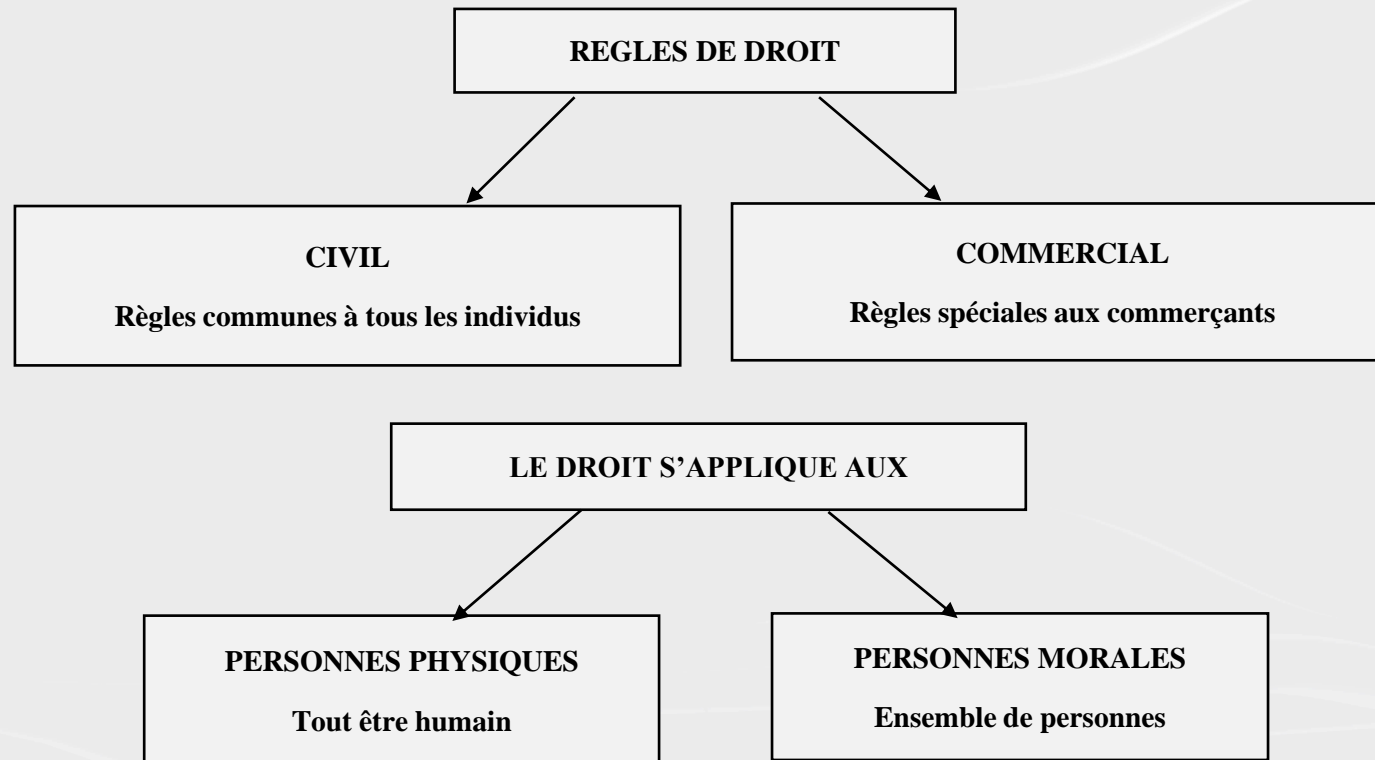 REGLES DE DROIT
CIVIL
Règles communes à tous les individus
COMMERCIAL
Règles spéciales aux commerçants
LE DROIT S’APPLIQUE AUX
PERSONNES PHYSIQUES
Tout être humain
PERSONNES MORALES
Ensemble de personnes